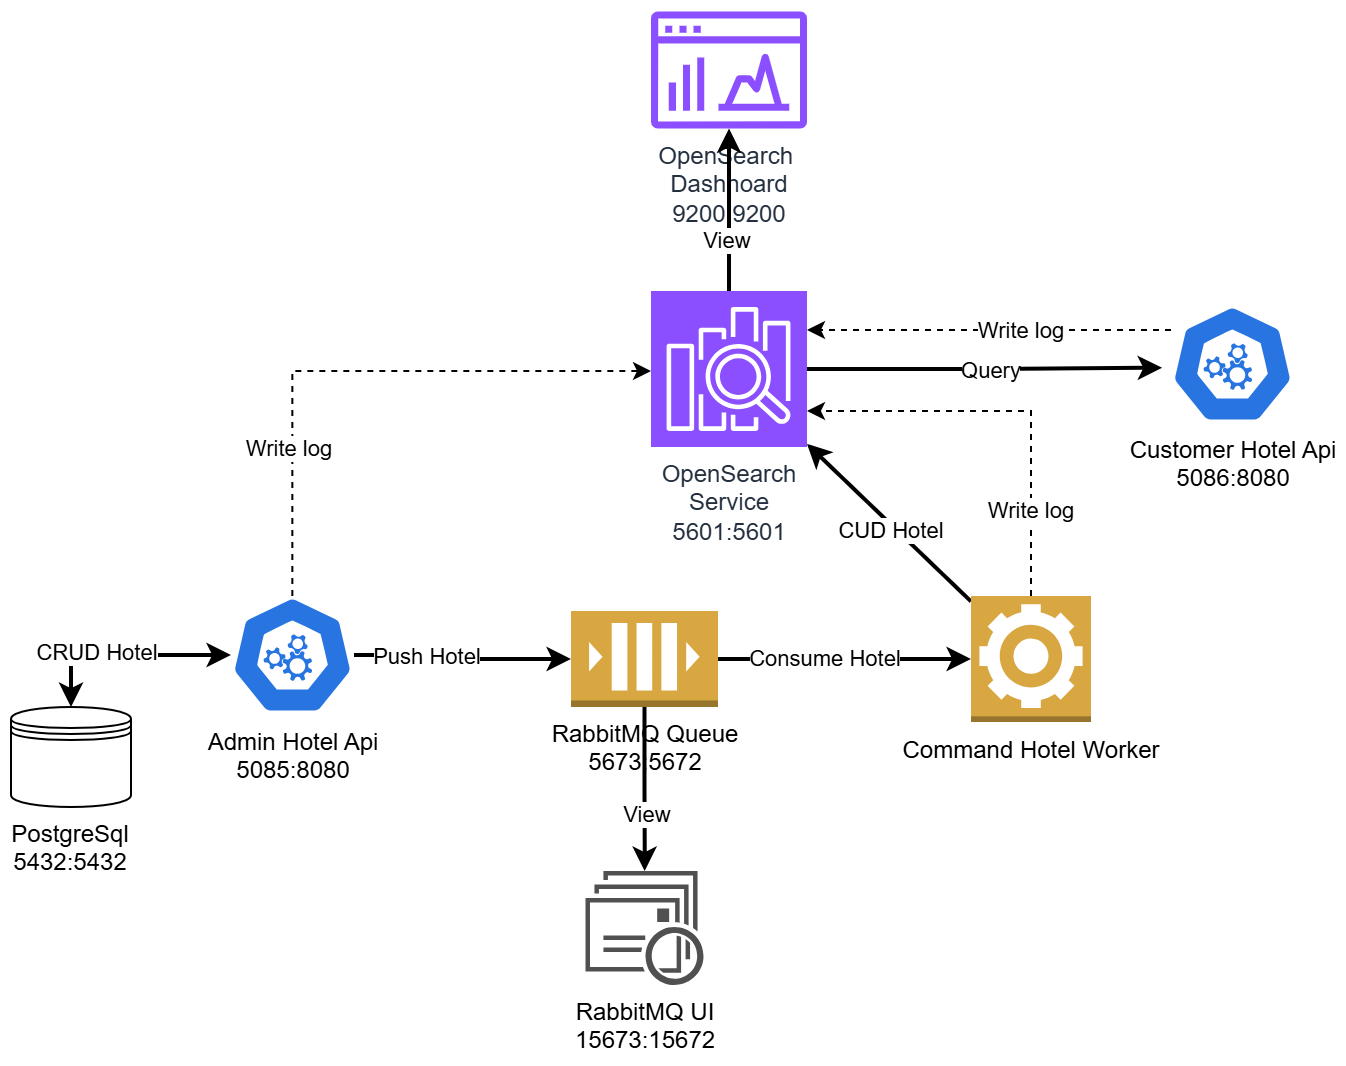 OpenSearch
Dashboard
9200:9200
View
Write log
Query
OpenSearch
Service
5601:5601
Customer Hotel Api
5086:8080
Write log
Write log
CUD Hotel
CRUD Hotel
Push Hotel
Consume Hotel
Admin Hotel Api
5085:8080
RabbitMQ Queue
5673:5672
Command Hotel Worker
View
PostgreSql
5432:5432
RabbitMQ UI
15673:15672